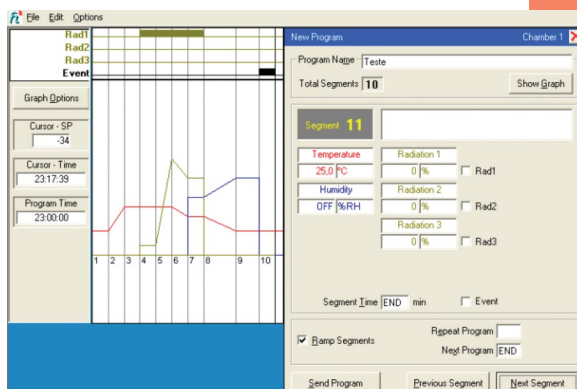 File Edit Options
Rad1
Rad2
Rad3
Event
Graph Options
Cursor - SP
-34
Cursor - Time
23:17:39
Program Time
23:00:00
1 2 3 4 5 6 7 8 9 10
New Program Chamber 1
Program Name Teste
Total Segments 10 Show Graph
Segment 11
Temperature Radiation 1
25,0 ºC 0 % Rad1
Humidity Radiation 2
OFF %RH 0 % Rad2
Radiation 3
0 % Rad3
Segment Time END min Event
Ramp Segments
Repeat Program
Next Program END
Send Program Previous Segment Next Segment